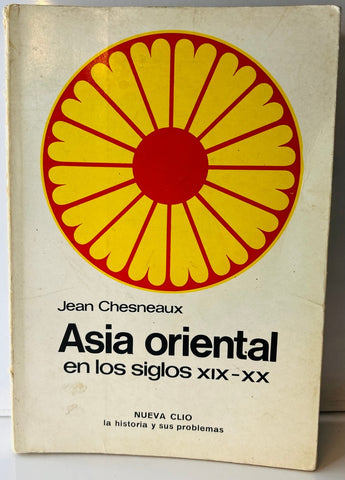 Jean Chesneaux
Asia oriental
en los siglos XIX-XX
NUEVA CLIO
la historia y sus problemas